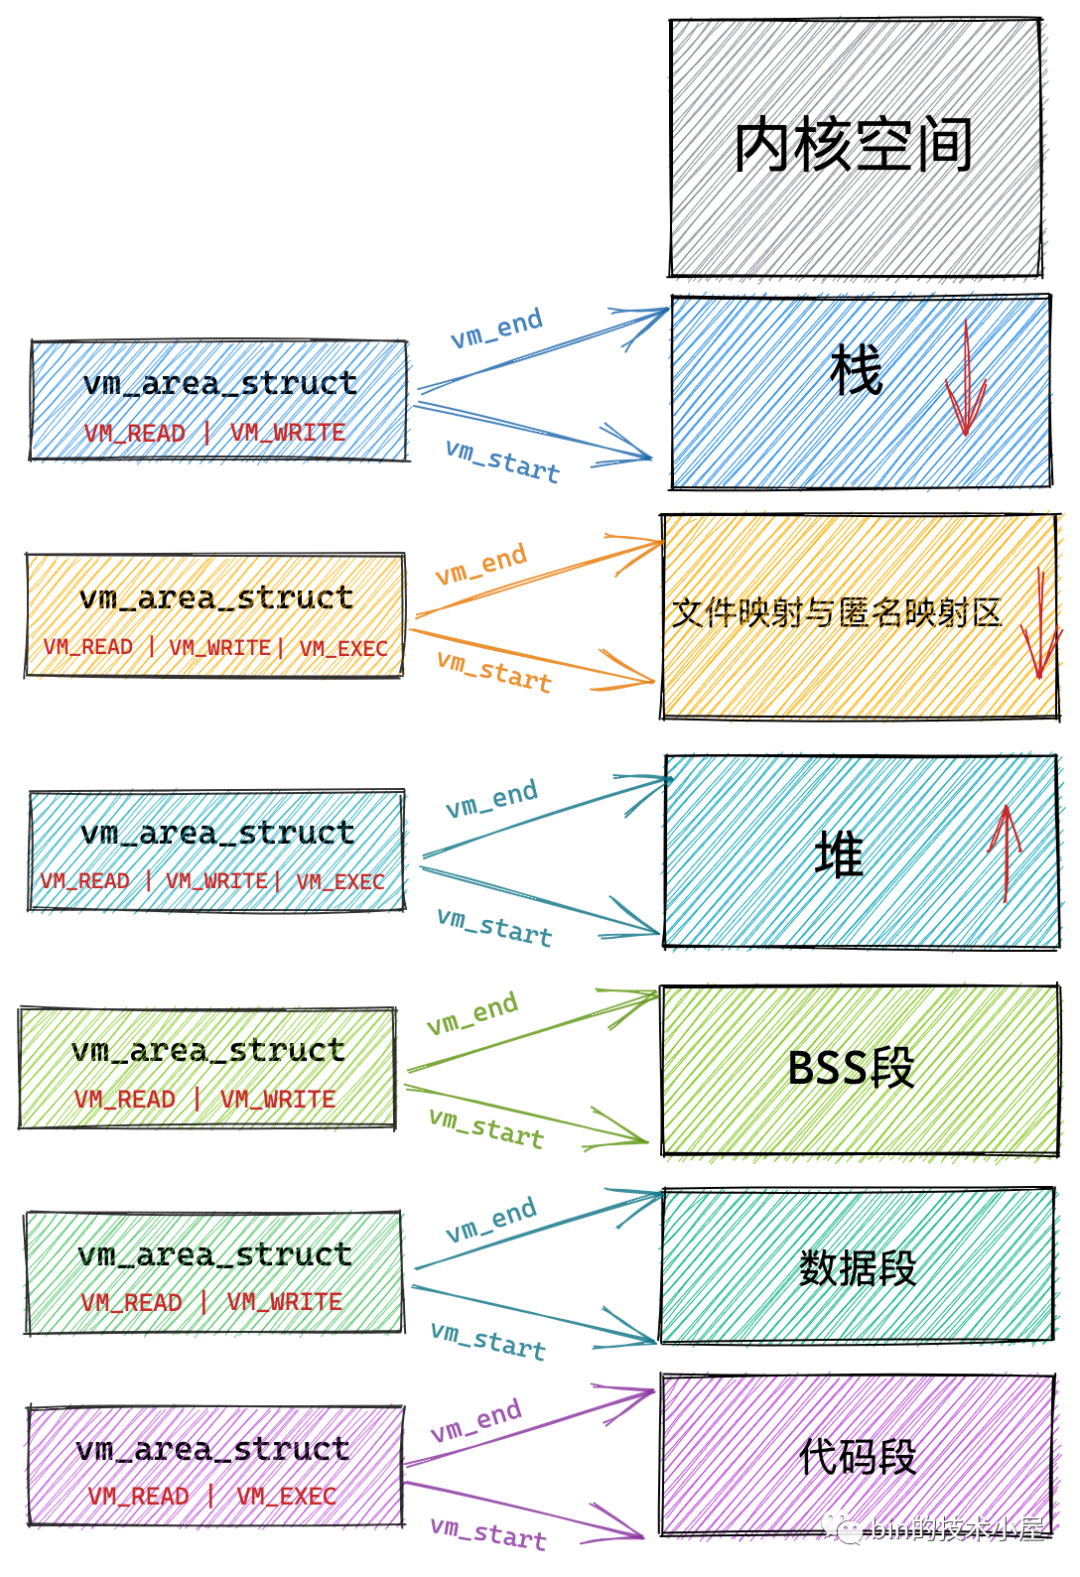 内核空间
vm_end
栈
vm_area_struct
VM_READ | VM_WRITE
vm_start
vm_end
vm_area_struct
文件映射与匿名映射区
VM_READ | VM_WRITE| VM_EXEC
vm_start
vm_end
vm_area_struct
堆
VM_READ | VM_WRITE| VM_EXEC
vm_start
vm_end
vm_area_struct
BSS段
VM_READ | VM_WRITE
vm_start
vm_end
vm_area_struct
数据段
VM_READ | VM_WRITE
vm_start
vm_end
vm_area_struct
代码段
VM_READ | VM_EXEC
vm_start
bin的技术小屋